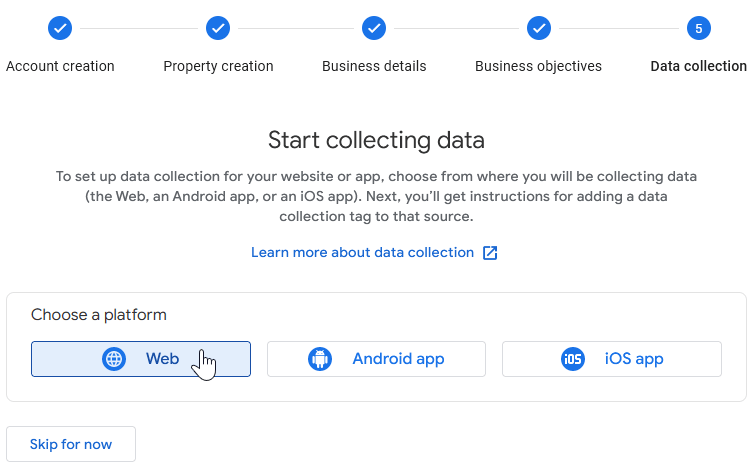 5
Account creation Property creation Business details Business objectives Data collection
Start collecting data
To set up data collection for your website or app, choose from where you will be collecting data
(the Web, an Android app, or an iOS app). Next, you’ll get instructions for adding a data
collection tag to that source.
Learn more about data collection
Choose a platform
Web Android app iOS iOS app
Skip for now